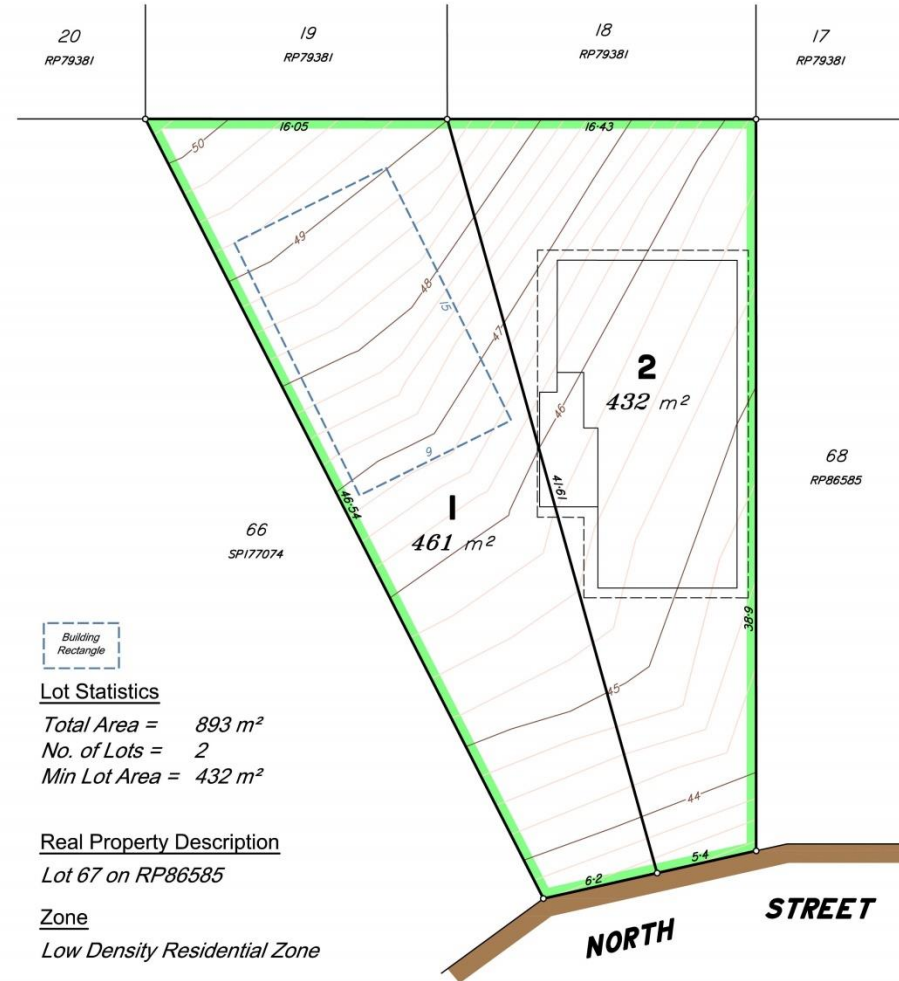 20
RP79381
19
RP79381
18
RP79381
17
RP79381
16·05
16·43
50
49
48
15
47
2
432 m²
46
9
41·61
46·54
1
461 m²
66
SP177074
68
RP86585
38·9
45
44
6·2
5·4
NORTH STREET
Building
Rectangle
Lot Statistics
Total Area = 893 m²
No. of Lots = 2
Min Lot Area = 432 m²
Real Property Description
Lot 67 on RP86585
Zone
Low Density Residential Zone